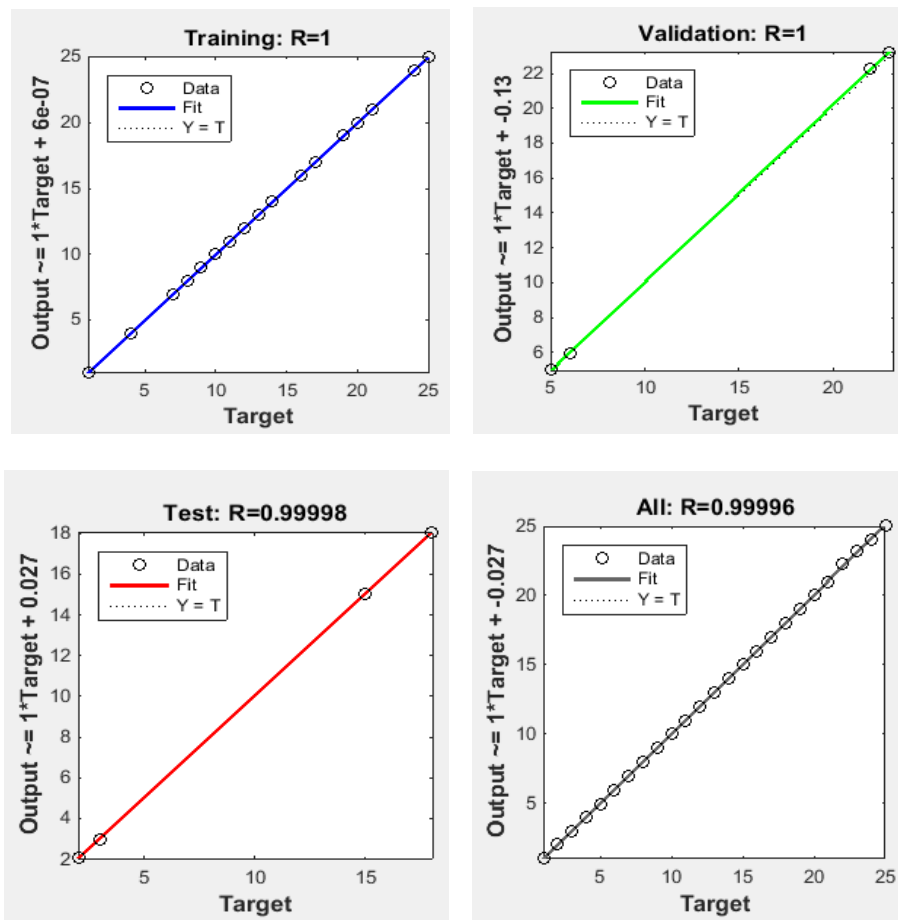 Training: R=1
Output ~= 1*Target + 6e-07
25
20
15
10
5
Data
Fit
Y = T
5
10
15
20
25
Target
Validation: R=1
Output ~= 1*Target + -0.13
22
20
18
16
14
12
10
8
6
Data
Fit
Y = T
5
10
15
20
Target
Test: R=0.99998
Output ~= 1*Target + 0.027
18
16
14
12
10
8
6
4
2
Data
Fit
Y = T
5
10
15
Target
All: R=0.99996
Output ~= 1*Target + -0.027
25
20
15
10
5
Data
Fit
Y = T
5
10
15
20
25
Target